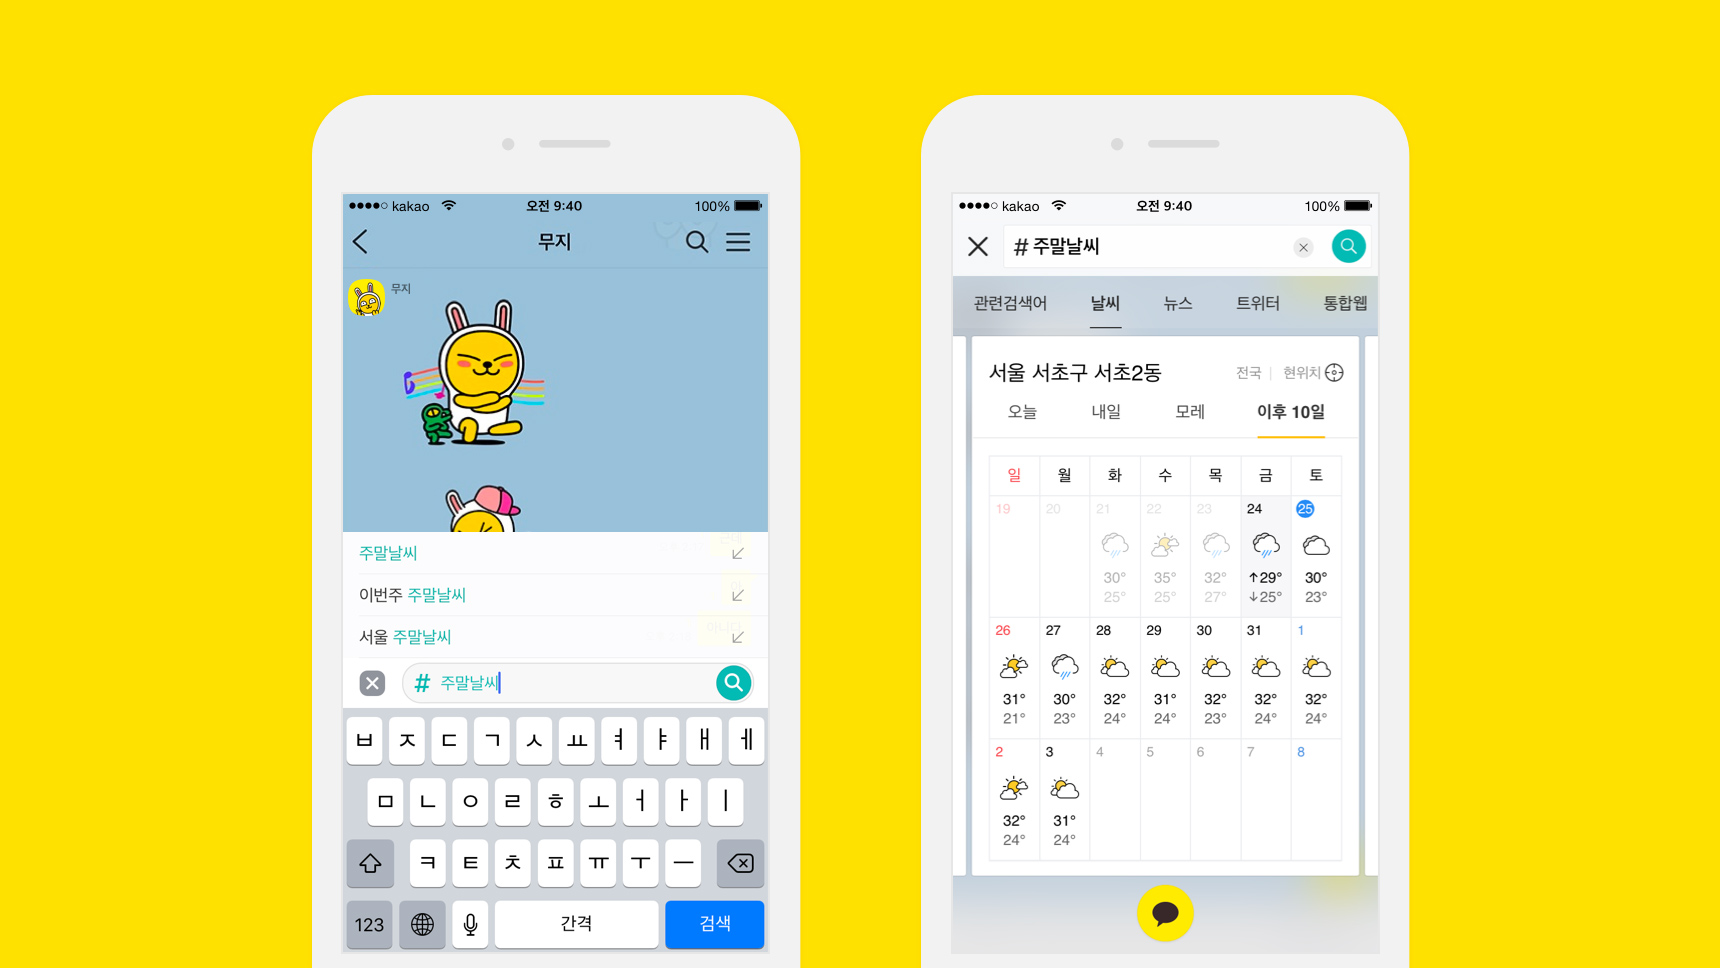 kakao 오전 9:40 100%
무지
무지
주말날씨
이번주 주말날씨
서울 주말날씨
# 주말날씨
ㅂ ㅈ ㄷ ㄱ ㅅ ㅛ ㅕ ㅑ ㅐ ㅔ
ㅁ ㄴ ㅇ ㄹ ㅎ ㅗ ㅓ ㅏ ㅣ
ㅋ ㅌ ㅊ ㅍ ㅠ ㅜ ㅡ
123 간격 검색
kakao 오전 9:40 100%
# 주말날씨
관련검색어 날씨 뉴스 트위터 통합웹
서울 서초구 서초2동 전국 | 현위치
오늘 내일 모레 이후 10일
일 월 화 수 목 금 토
19 20 21 22 23 24 25
30° 35° 32° ↑29° 30°
25° 25° 27° ↓25° 23°
26 27 28 29 30 31 1
31° 30° 32° 31° 32° 32° 32°
21° 23° 24° 24° 23° 24° 24°
2 3 4 5 6 7 8
32° 31°
24° 24°